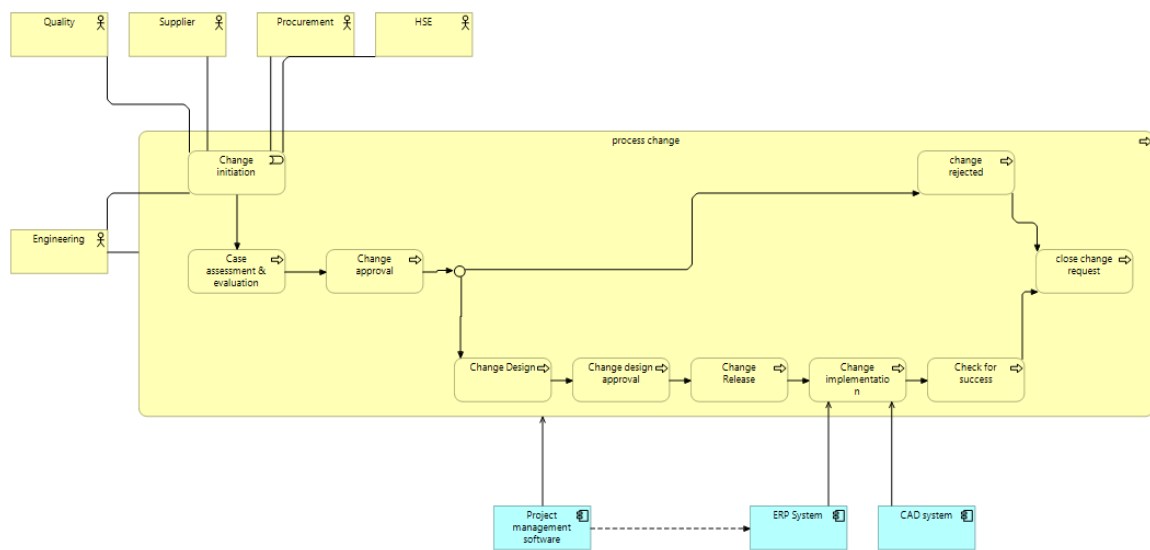 Quality
Supplier
Procurement
HSE
process change
Change
initiation
change
rejected
Engineering
Case
assessment &
evaluation
Change
approval
close change
request
Change Design
Change design
approval
Change
Release
Change
implementatio
n
Check for
success
Project
management
software
ERP System
CAD system